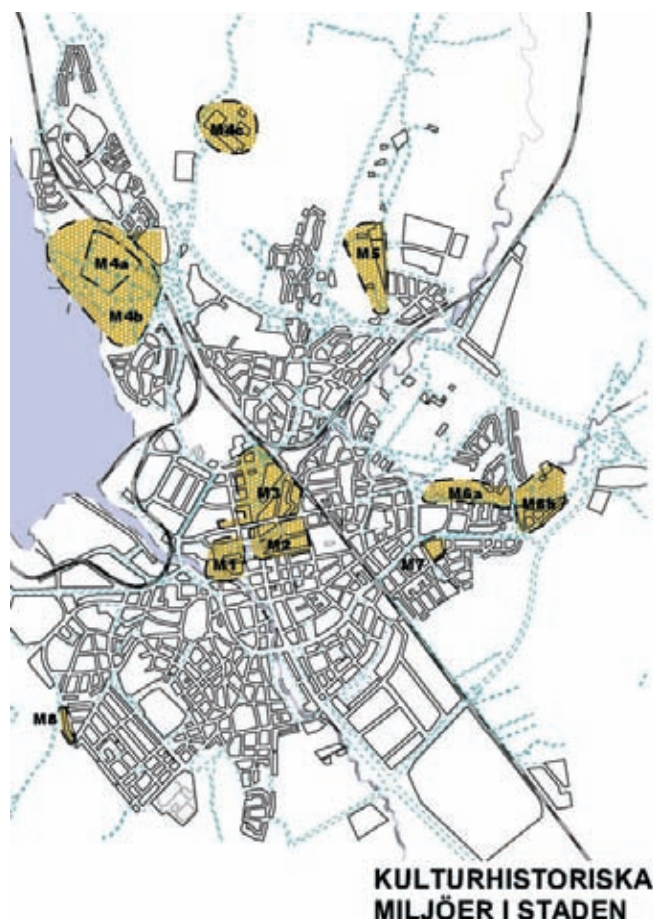 M4c
M4a
M5
M4b
M3
M6a
M6b
M2
M1
M7
M8
KULTURHISTORISKA
MILJÖER I STADEN